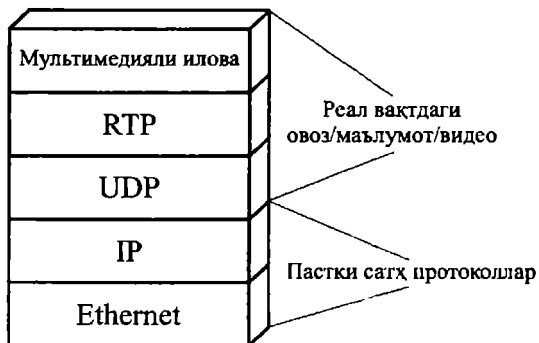 Мультимедияли илова
RTP
UDP
IP
Ethernet
Реал вақтдаги
овоз/маълумот/видео
Пастки сатҳ протоколлар